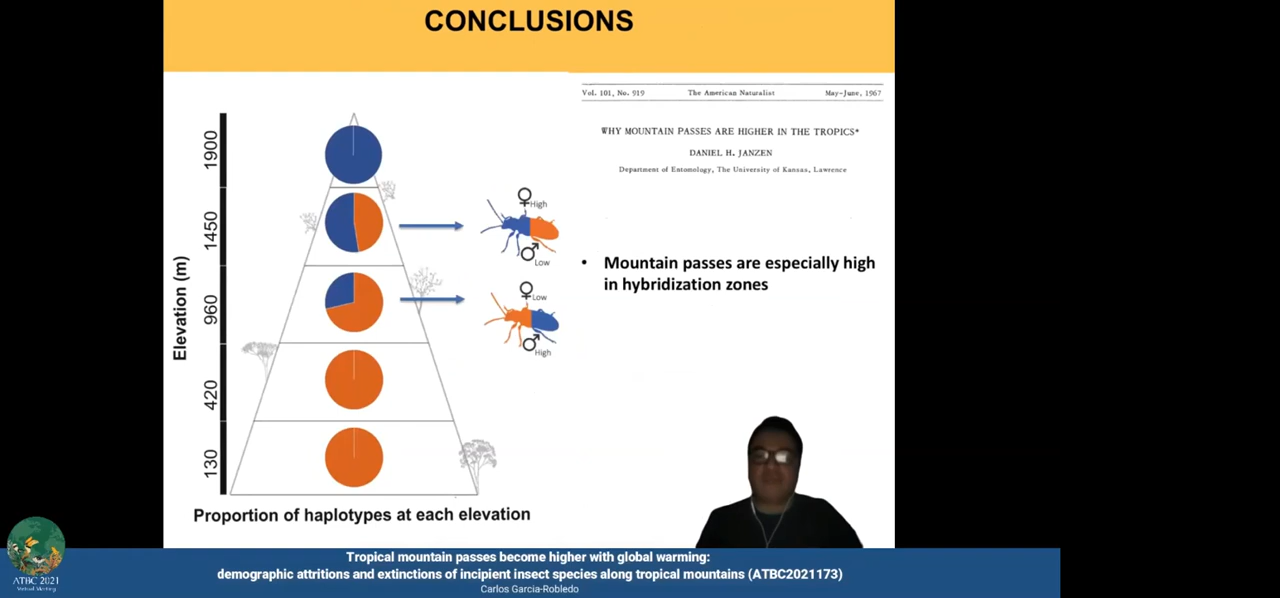 CONCLUSIONS
Vol. 101, No. 919 The American Naturalist May-June, 1967
WHY MOUNTAIN PASSES ARE HIGHER IN THE TROPICS*
DANIEL H. JANZEN
Department of Entomology, The University of Kansas, Lawrence
Elevation (m)
1900
1450
960
420
130
♀High
♂Low
♀Low
♂High
• Mountain passes are especially high
in hybridization zones
Proportion of haplotypes at each elevation
ATBC 2021
Virtual Meeting
Tropical mountain passes become higher with global warming:
demographic attritions and extinctions of incipient insect species along tropical mountains (ATBC2021173)
Carlos Garcia-Robledo